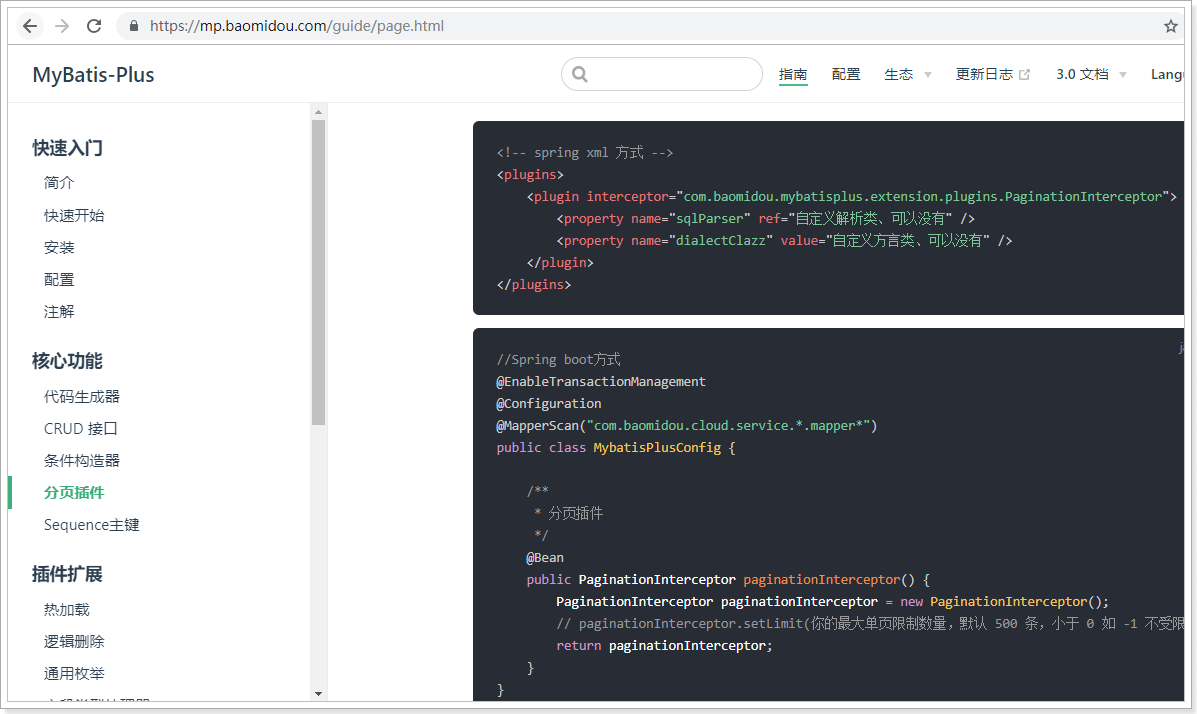 https://mp.baomidou.com/guide/page.html
MyBatis-Plus
指南 配置 生态 更新日志 3.0 文档
快速入门
简介
快速开始
安装
配置
注解
核心功能
代码生成器
CRUD 接口
条件构造器
分页插件
Sequence主键
插件扩展
热加载
逻辑删除
通用枚举
<!-- spring xml 方式 -->
<plugins>
    <plugin interceptor="com.baomidou.mybatisplus.extension.plugins.PaginationInterceptor">
        <property name="sqlParser" ref="自定义解析类、可以没有" />
        <property name="dialectClazz" value="自定义方言类、可以没有" />
    </plugin>
</plugins>
//Spring boot方式
@EnableTransactionManagement
@Configuration
@MapperScan("com.baomidou.cloud.service.*.mapper*")
public class MybatisPlusConfig {
    /**
     * 分页插件
     */
    @Bean
    public PaginationInterceptor paginationInterceptor() {
        PaginationInterceptor paginationInterceptor = new PaginationInterceptor();
        // paginationInterceptor.setLimit(你的最大单页限制数量，默认 500 条，小于 0 如 -1 不受限
        return paginationInterceptor;
    }
}